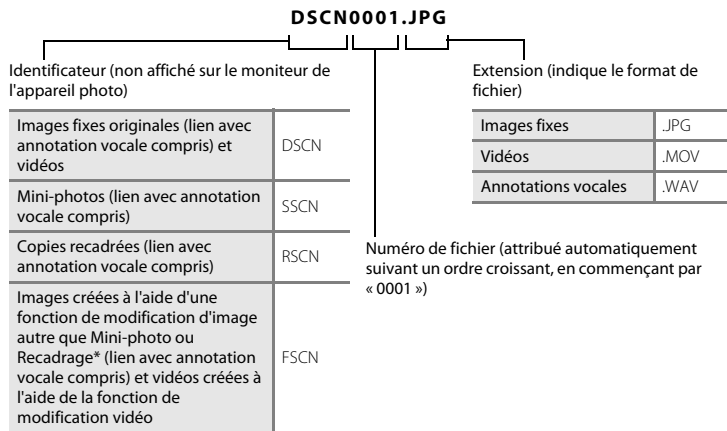 DSCN0001.JPG
Identificateur (non affiché sur le moniteur de
l'appareil photo)
Images fixes originales (lien avec
annotation vocale compris) et
vidéos
DSCN
Mini-photos (lien avec annotation
vocale compris)
SSCN
Copies recadrées (lien avec
annotation vocale compris)
RSCN
Images créées à l'aide d'une
fonction de modification d'image
autre que Mini-photo ou
Recadrage* (lien avec annotation
vocale compris) et vidéos créées à
l'aide de la fonction de
modification vidéo
FSCN
Extension (indique le format de
fichier)
Images fixes .JPG
Vidéos .MOV
Annotations vocales .WAV
Numéro de fichier (attribué automatiquement
suivant un ordre croissant, en commençant par
« 0001 »)